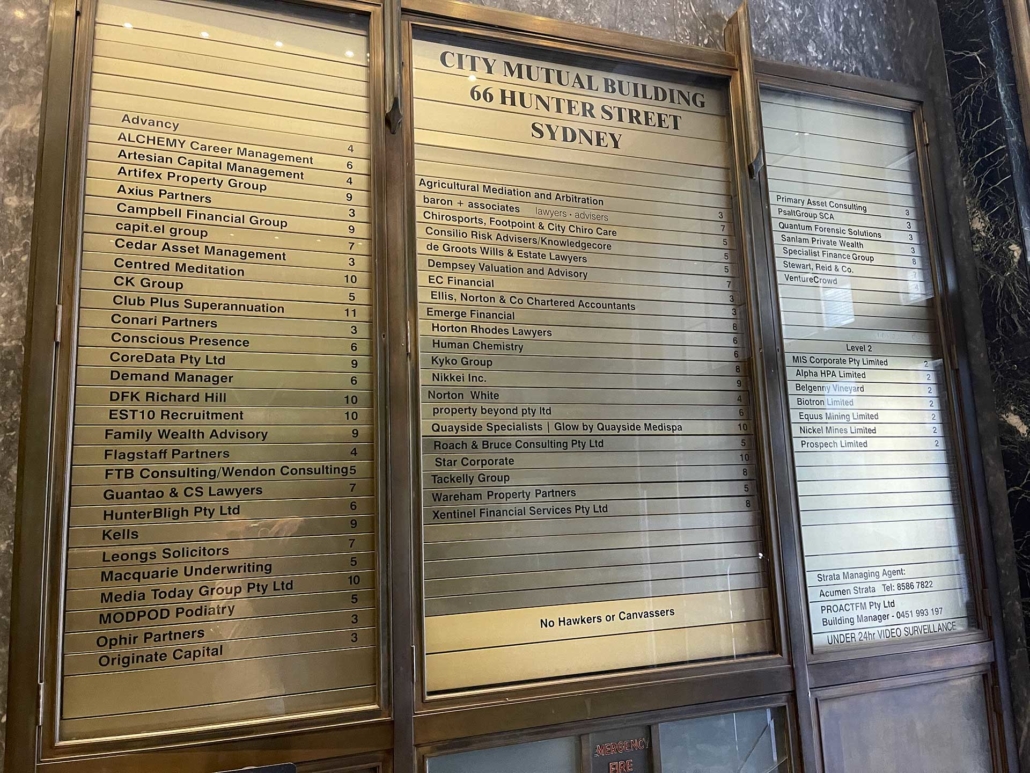 Advancy 4
ALCHEMY Career Management 6
Artesian Capital Management 4
Artifex Property Group 9
Axius Partners 3
Campbell Financial Group 9
capit.el group 7
Cedar Asset Management 3
Centred Meditation 10
CK Group 5
Club Plus Superannuation 11
Conari Partners 3
Conscious Presence 6
CoreData Pty Ltd 9
Demand Manager 6
DFK Richard Hill 10
EST10 Recruitment 10
Family Wealth Advisory 9
Flagstaff Partners 4
FTB Consulting/Wendon Consulting 5
Guantao & CS Lawyers 7
HunterBligh Pty Ltd 6
Kells 9
Leongs Solicitors 7
Macquarie Underwriting 5
Media Today Group Pty Ltd 10
MODPOD Podiatry 5
Ophir Partners 3
Originate Capital 3
CITY MUTUAL BUILDING
66 HUNTER STREET
SYDNEY
Agricultural Mediation and Arbitration 3
baron + associates lawyers • advisers 7
Chirosports, Footpoint & City Chiro Care 5
Consilio Risk Advisers/Knowledgecore 5
de Groots Wills & Estate Lawyers 5
Dempsey Valuation and Advisory 7
EC Financial 3
Ellis, Norton & Co Chartered Accountants 3
Emerge Financial 6
Horton Rhodes Lawyers 6
Human Chemistry 6
Kyko Group 8
Nikkei Inc. 9
Norton White 4
property beyond pty ltd 6
Quayside Specialists | Glow by Quayside Medispa 10
Roach & Bruce Consulting Pty Ltd 5
Star Corporate 10
Tackelly Group 8
Wareham Property Partners 5
Xentinel Financial Services Pty Ltd 8
No Hawkers or Canvassers
Primary Asset Consulting 3
PsaltGroup SCA 3
Quantum Forensic Solutions 3
Sanlam Private Wealth 3
Specialist Finance Group 8
Stewart, Reid & Co.
VentureCrowd
Level 2
MIS Corporate Pty Limited 2
Alpha HPA Limited 2
Belgenny Vineyard 2
Biotron Limited 2
Equus Mining Limited 2
Nickel Mines Limited 2
Prospech Limited 2
Strata Managing Agent:
Acumen Strata Tel: 8586 7822
PROACTFM Pty Ltd
Building Manager - 0451 993 197
UNDER 24hr VIDEO SURVEILLANCE
EMERGENCY
FIRE